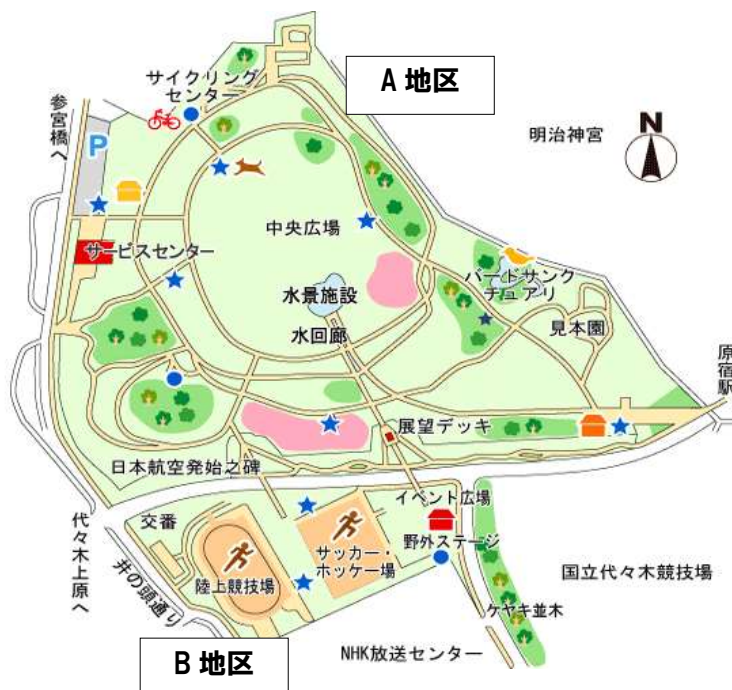 A 地区
サイクリング
センター
参宮橋へ
P
明治神宮
N
中央広場
サービスセンター
バードサンク
チュアリ
水景施設
水回廊
見本園
原宿駅
展望デッキ
日本航空発始之碑
イベント広場
代々木上原へ
交番
サッカー・
ホッケー場
野外ステージ
井の頭通り
陸上競技場
国立代々木競技場
ケヤキ並木
B 地区
NHK放送センター